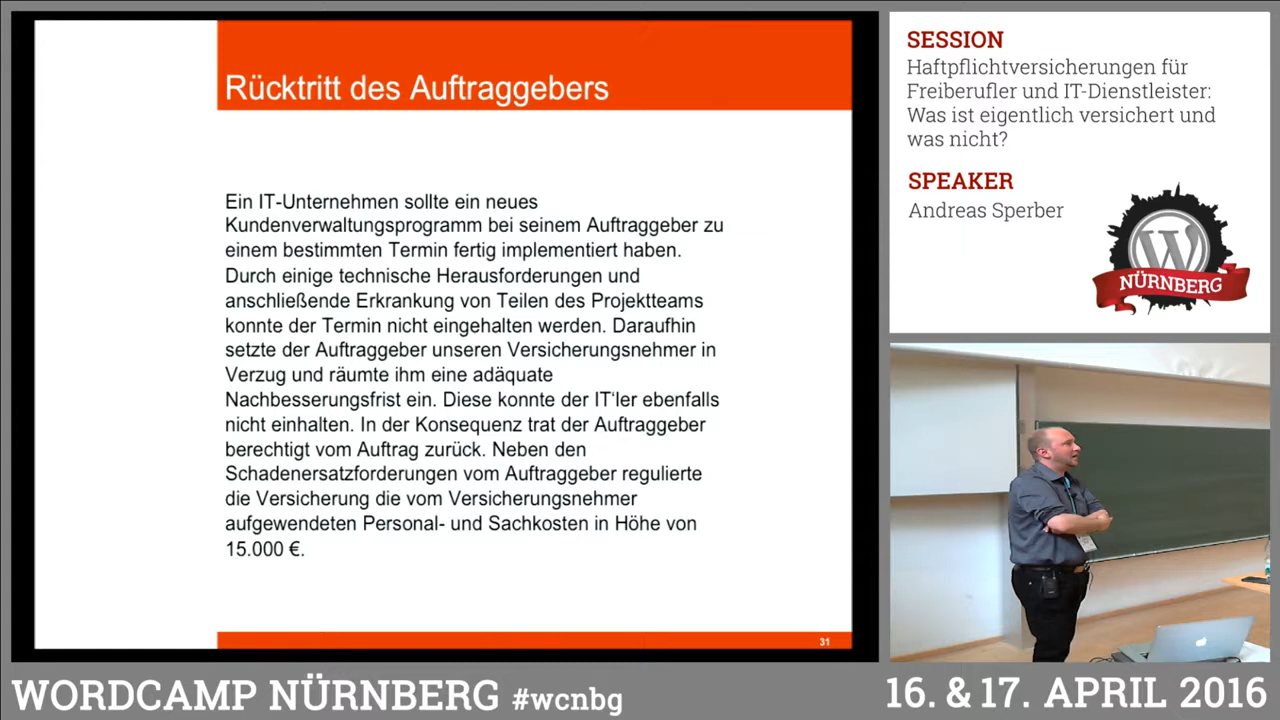 Rücktritt des Auftraggebers
Ein IT-Unternehmen sollte ein neues
Kundenverwaltungsprogramm bei seinem Auftraggeber zu
einem bestimmten Termin fertig implementiert haben.
Durch einige technische Herausforderungen und
anschließende Erkrankung von Teilen des Projektteams
konnte der Termin nicht eingehalten werden. Daraufhin
setzte der Auftraggeber unseren Versicherungsnehmer in
Verzug und räumte ihm eine adäquate
Nachbesserungsfrist ein. Diese konnte der IT‘ler ebenfalls
nicht einhalten. In der Konsequenz trat der Auftraggeber
berechtigt vom Auftrag zurück. Neben den
Schadenersatzforderungen vom Auftraggeber regulierte
die Versicherung die vom Versicherungsnehmer
aufgewendeten Personal- und Sachkosten in Höhe von
15.000 €.
31
SESSION
Haftpflichtversicherungen für
Freiberufler und IT-Dienstleister:
Was ist eigentlich versichert und
was nicht?
SPEAKER
Andreas Sperber
NÜRNBERG
WORDCAMP NÜRNBERG #wcnbg
16. & 17. APRIL 2016